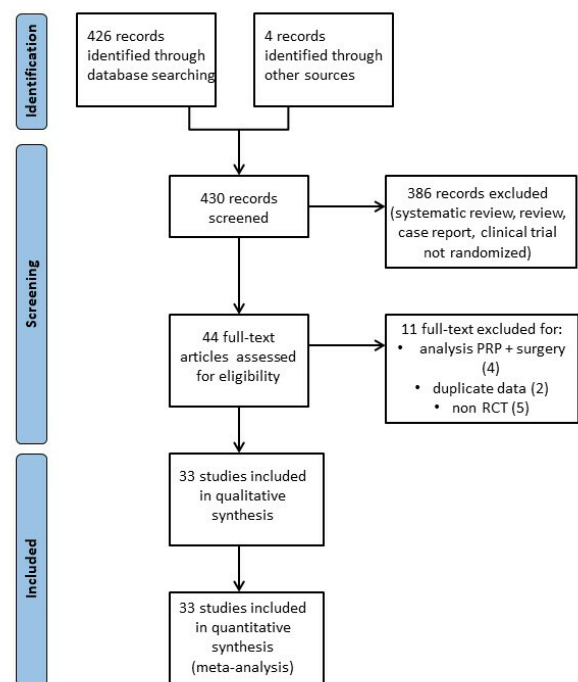 Identification
426 records
identified through
database searching
4 records
identified through
other sources
Screening
430 records
screened
386 records excluded
(systematic review, review,
case report, clinical trial
not randomized)
44 full-text
articles assessed
for eligibility
11 full-text excluded for:
• analysis PRP + surgery
(4)
• duplicate data (2)
• non RCT (5)
Included
33 studies included
in qualitative
synthesis
33 studies included
in quantitative
synthesis
(meta-analysis)